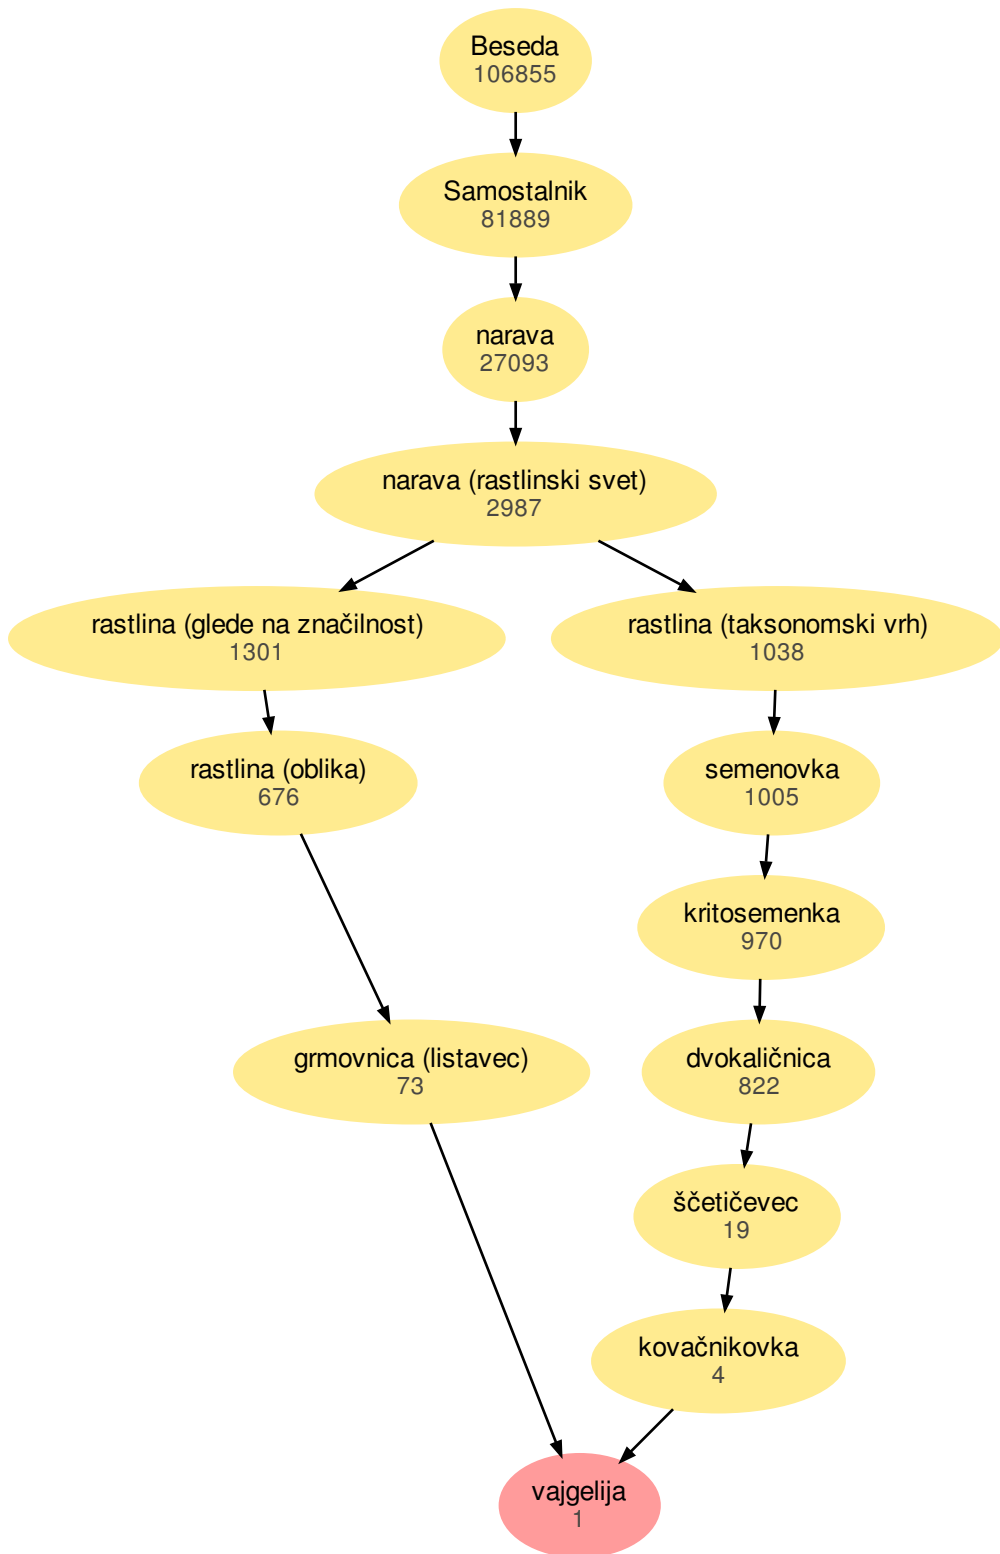 Beseda
106855
Samostalnik
81889
narava
27093
narava (rastlinski svet)
2987
rastlina (glede na značilnost)
1301
rastlina (taksonomski vrh)
1038
rastlina (oblika)
676
semenovka
1005
kritosemenka
970
grmovnica (listavec)
73
dvokaličnica
822
ščetičevec
19
kovačnikovka
4
vajgelija
1